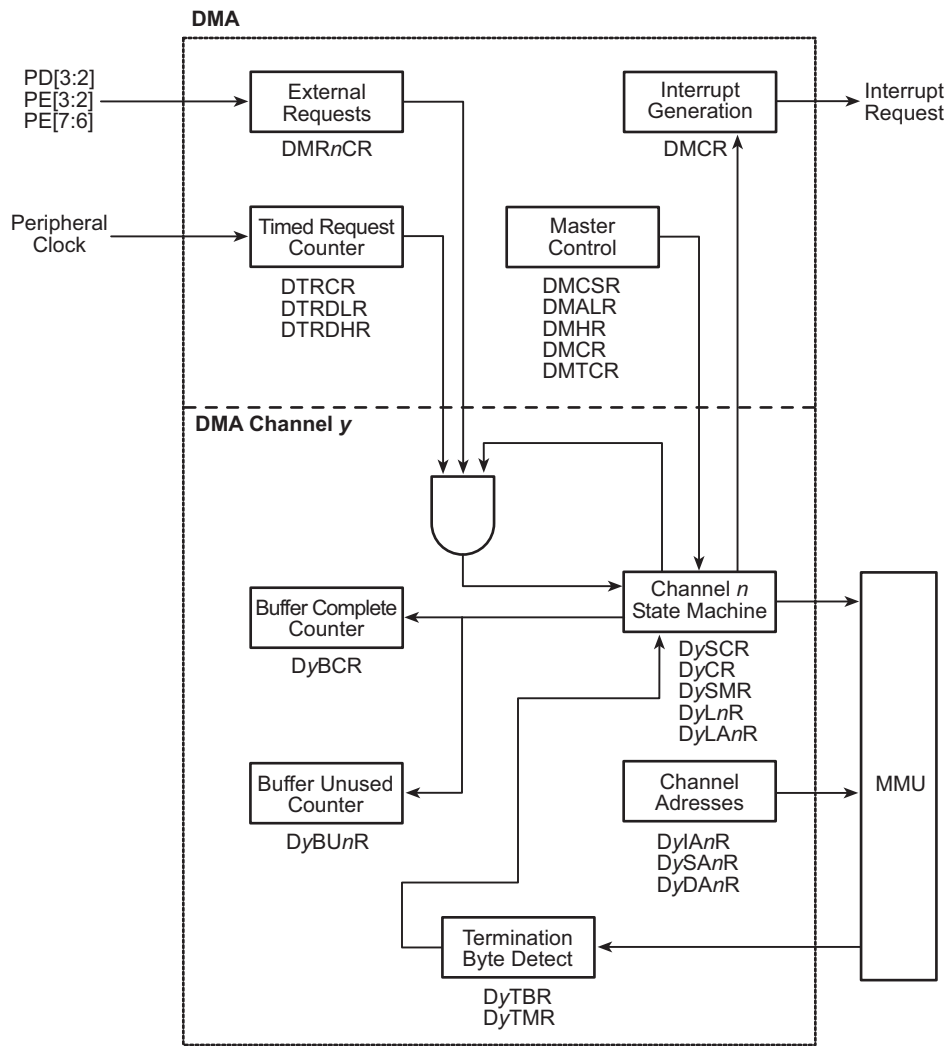 DMA
PD[3:2]
PE[3:2]
PE[7:6]
External
Requests
DMRnCR
Interrupt
Generation
DMCR
Interrupt
Request
Peripheral
Clock
Timed Request
Counter
DTRCR
DTRDLR
DTRDHR
Master
Control
DMCSR
DMALR
DMHR
DMCR
DMTCR
DMA Channel y
Buffer Complete
Counter
DyBCR
Channel n
State Machine
DySCR
DyCR
DySMR
DyLnR
DyLAnR
Buffer Unused
Counter
DyBUnR
Channel
Adresses
DyIAnR
DySAnR
DyDAnR
MMU
Termination
Byte Detect
DyTBR
DyTMR